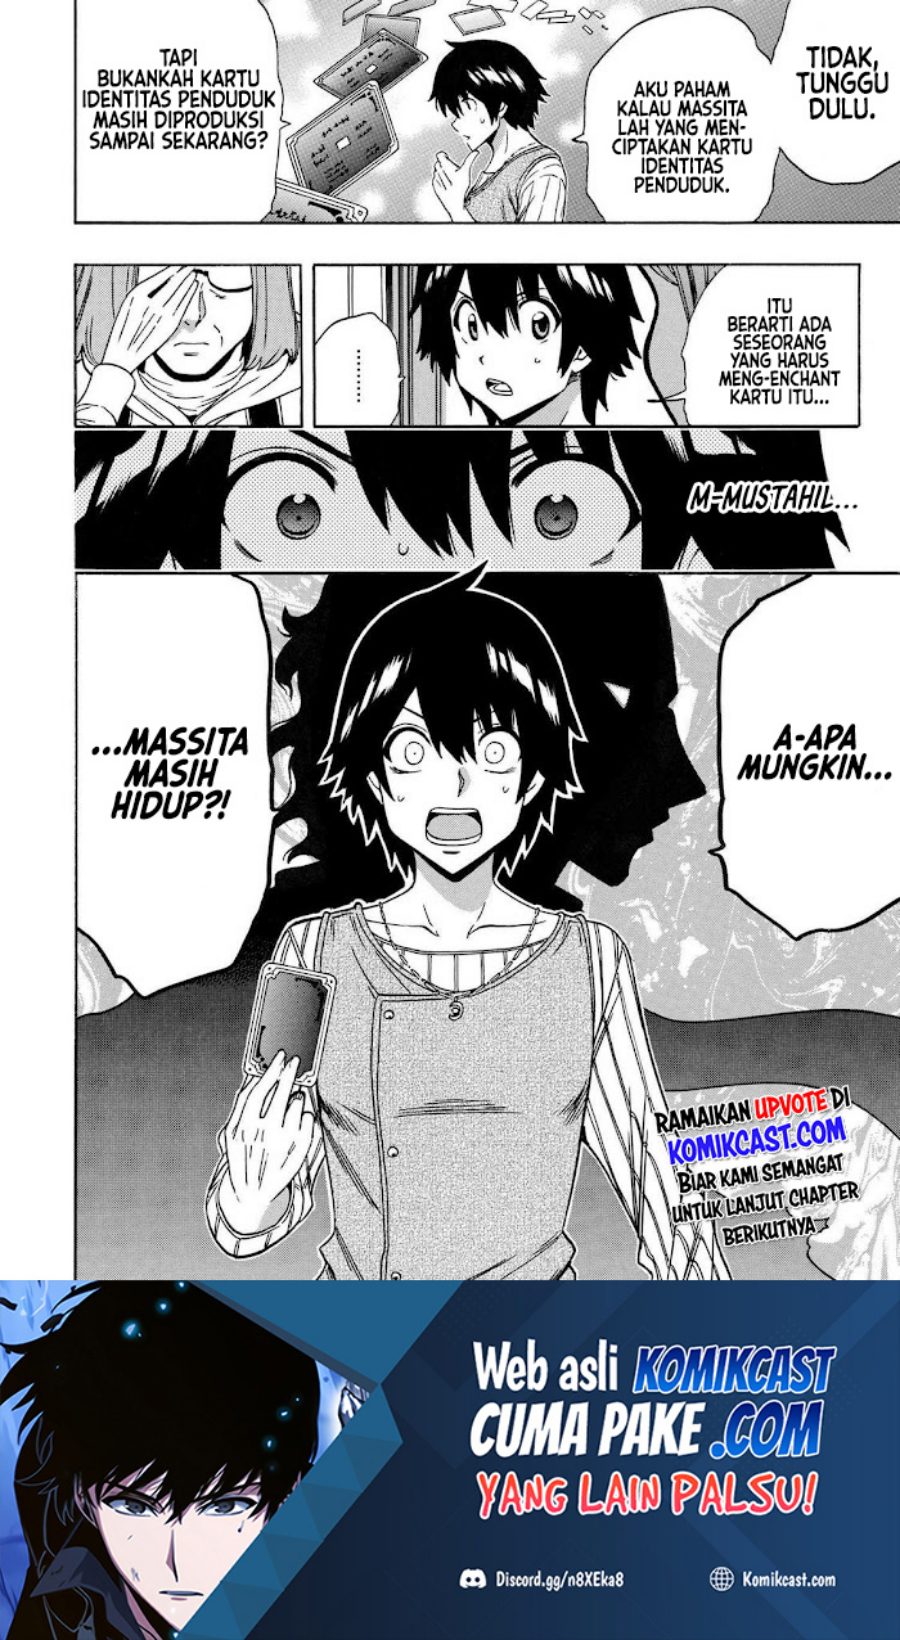 TIDAK,
TUNGGU
DULU.
AKU PAHAM
KALAU MASSITA
LAH YANG MEN-
CIPTAKAN KARTU
IDENTITAS
PENDUDUK.
TAPI
BUKANKAH KARTU
IDENTITAS PENDUDUK
MASIH DIPRODUKSI
SAMPAI SEKARANG?
ITU
BERARTI ADA
SESEORANG
YANG HARUS
MENG-ENCHANT
KARTU ITU...
.........
M-MUSTAHIL...
A-APA
MUNGKIN...
...MASSITA
MASIH
HIDUP?!
RAMAIKAN UPVOTE DI
KOMIKCAST.COM
BIAR KAMI SEMANGAT
UNTUK LANJUT CHAPTER
BERIKUTNYA
Web asli KOMIKCAST
CUMA PAKE .COM
YANG LAIN PALSU!
Discord.gg/n8XEka8
Komikcast.com